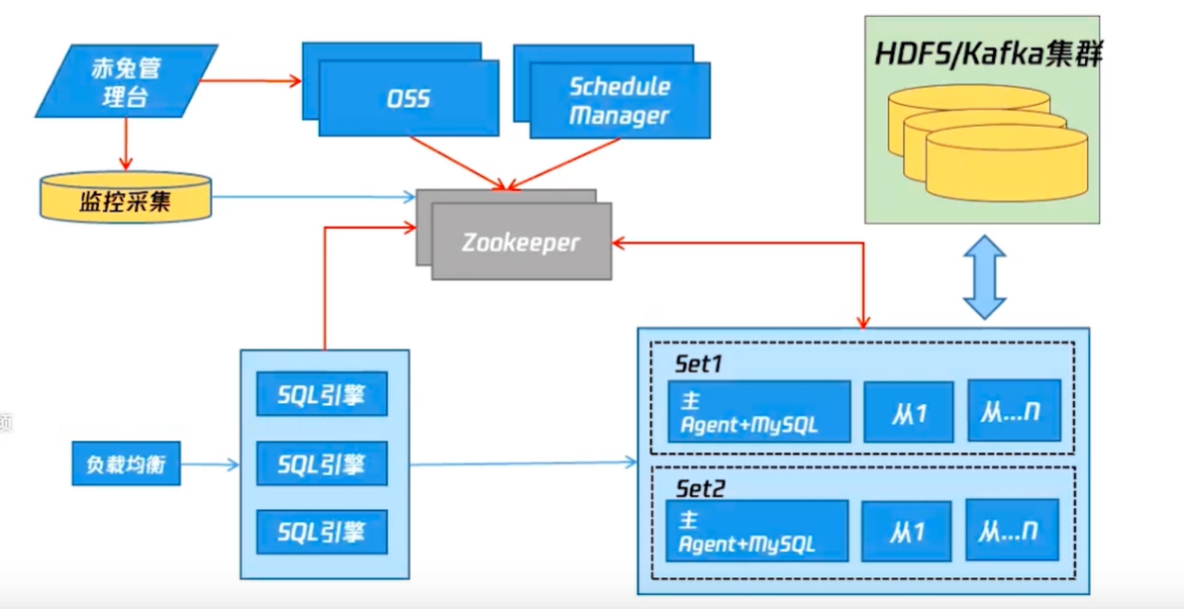 赤兔管
理台
OSS
Schedule
Manager
HDFS/Kafka集群
监控采集
Zookeeper
SQL引擎
SQL引擎
SQL引擎
负载均衡
Set1
主
Agent+MySQL
从1
从...n
Set2
主
Agent+MySQL
从1
从...n